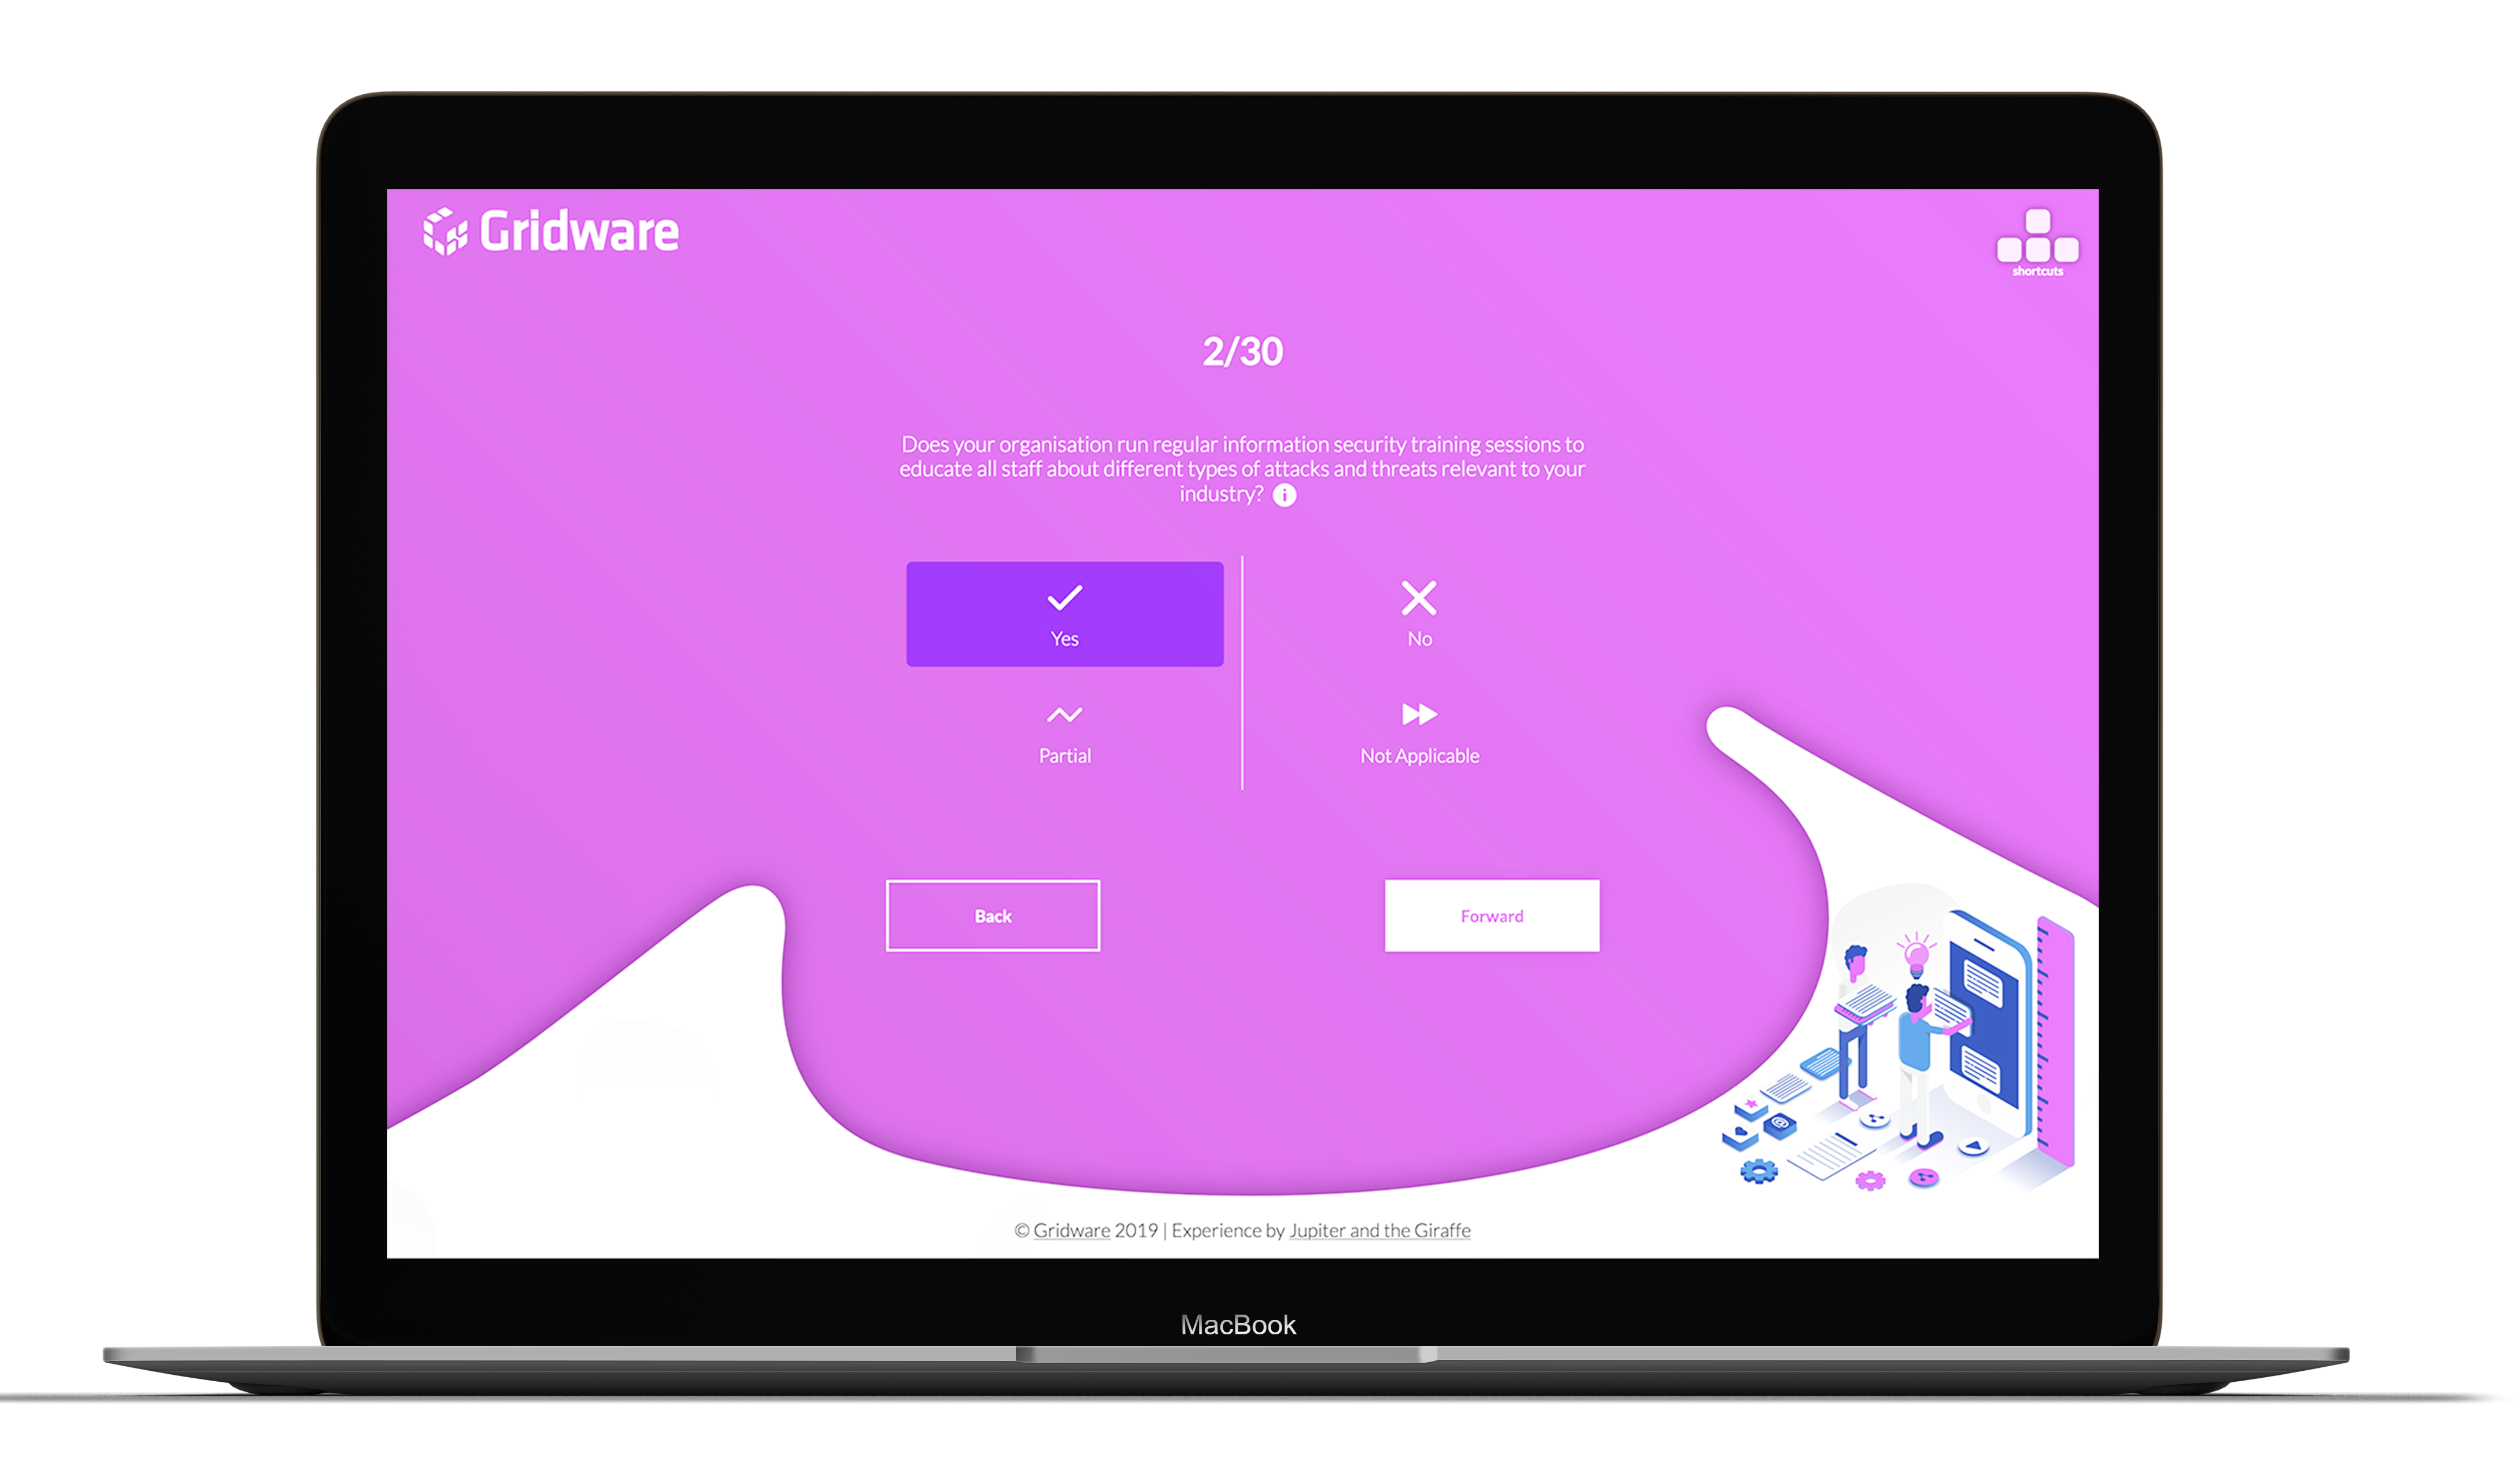 Gridware
shortcuts
2/30
Does your organisation run regular information security training sessions to
educate all staff about different types of attacks and threats relevant to your
industry? i
Yes
No
Partial
Not Applicable
Back
Forward
© Gridware 2019 | Experience by Jupiter and the Giraffe
MacBook